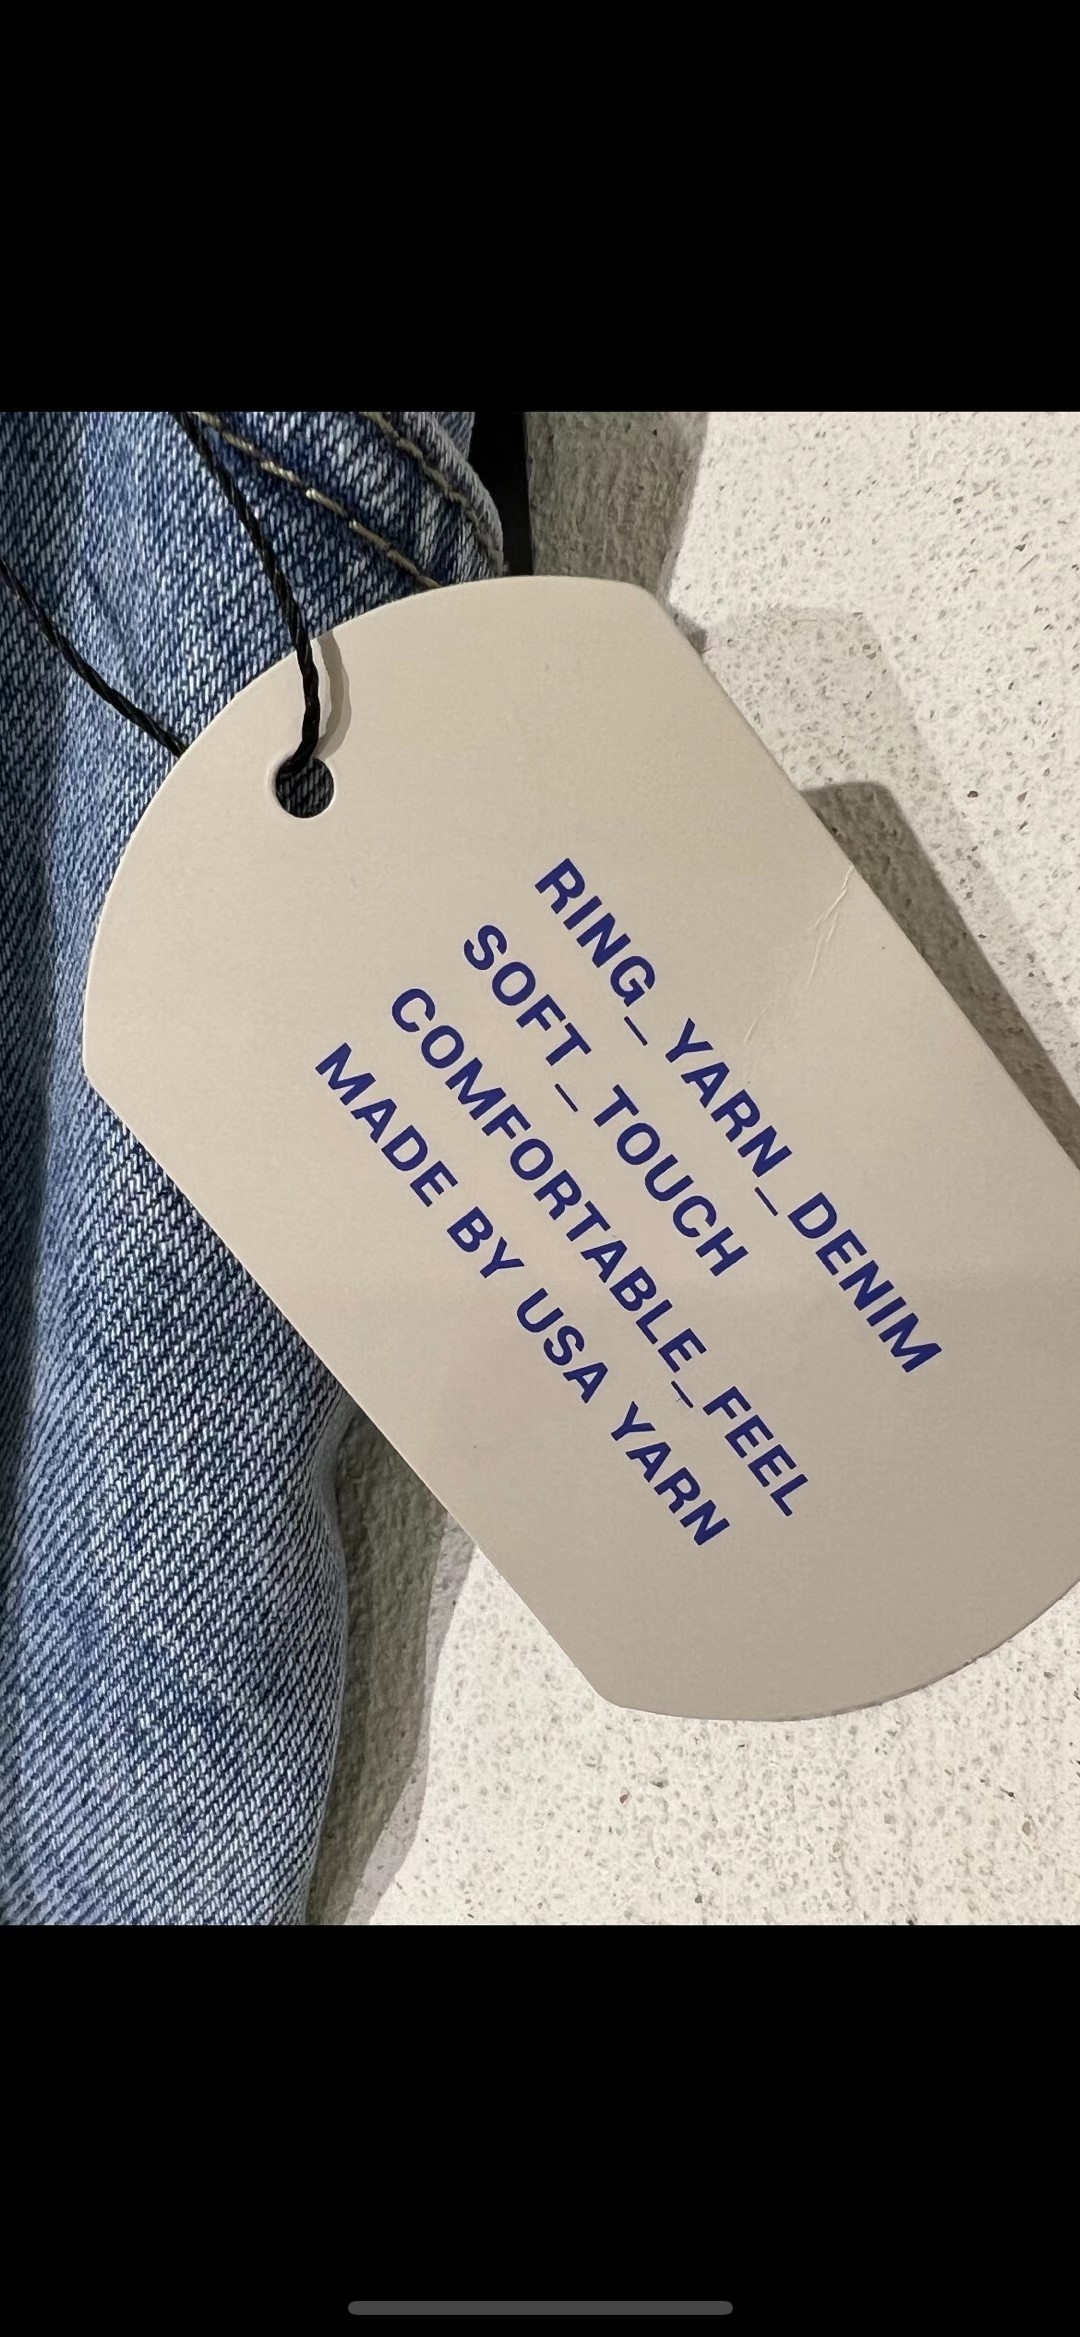 RING_YARN_DENIM
SOFT_TOUCH
COMFORTABLE_FEEL
MADE BY USA YARN